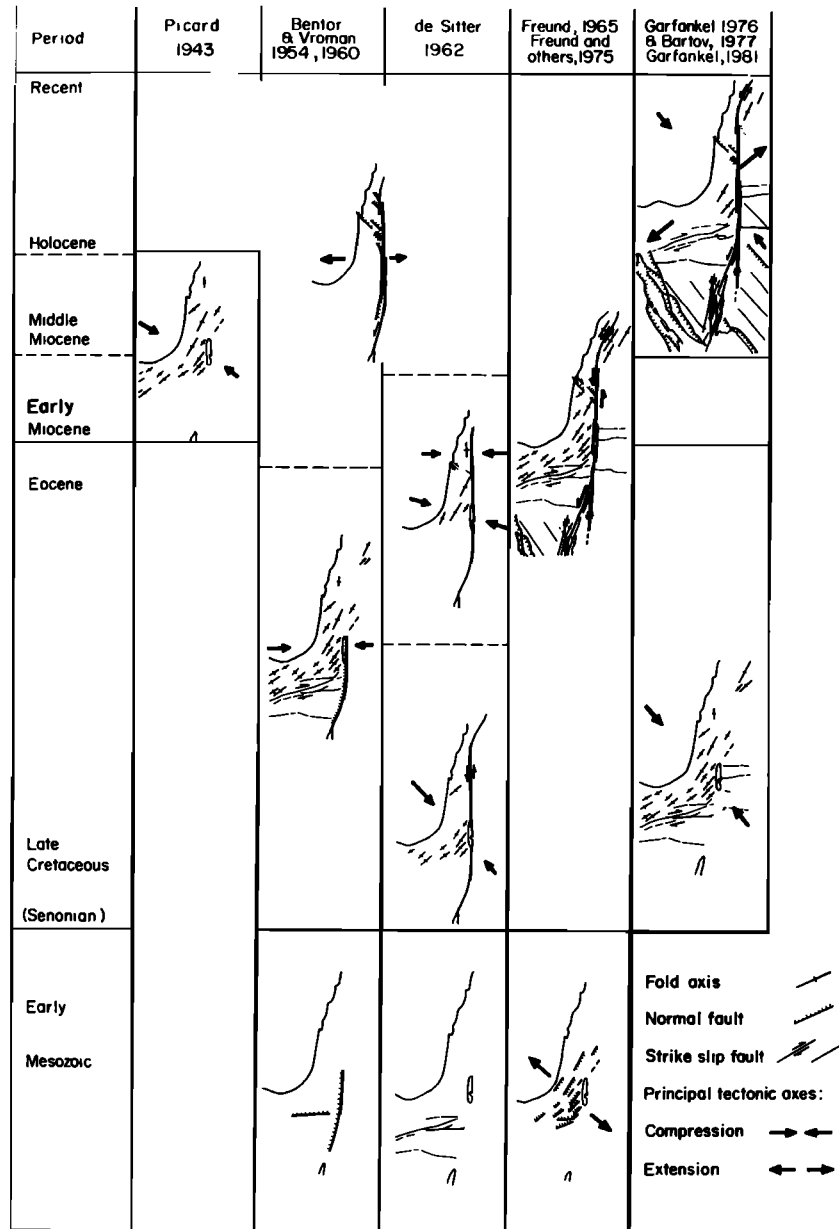 Period
Picard
1943
Bentor
& Vroman
1954, 1960
de Sitter
1962
Freund, 1965
Freund and
others, 1975
Garfankel 1976
& Bartov, 1977
Garfankel, 1981
Recent
Holocene
Middle
Miocene
Early
Miocene
Eocene
Late
Cretaceous
(Senonian)
Early
Mesozoic
Fold axis
Normal fault
Strike slip fault
Principal tectonic axes:
Compression
Extension